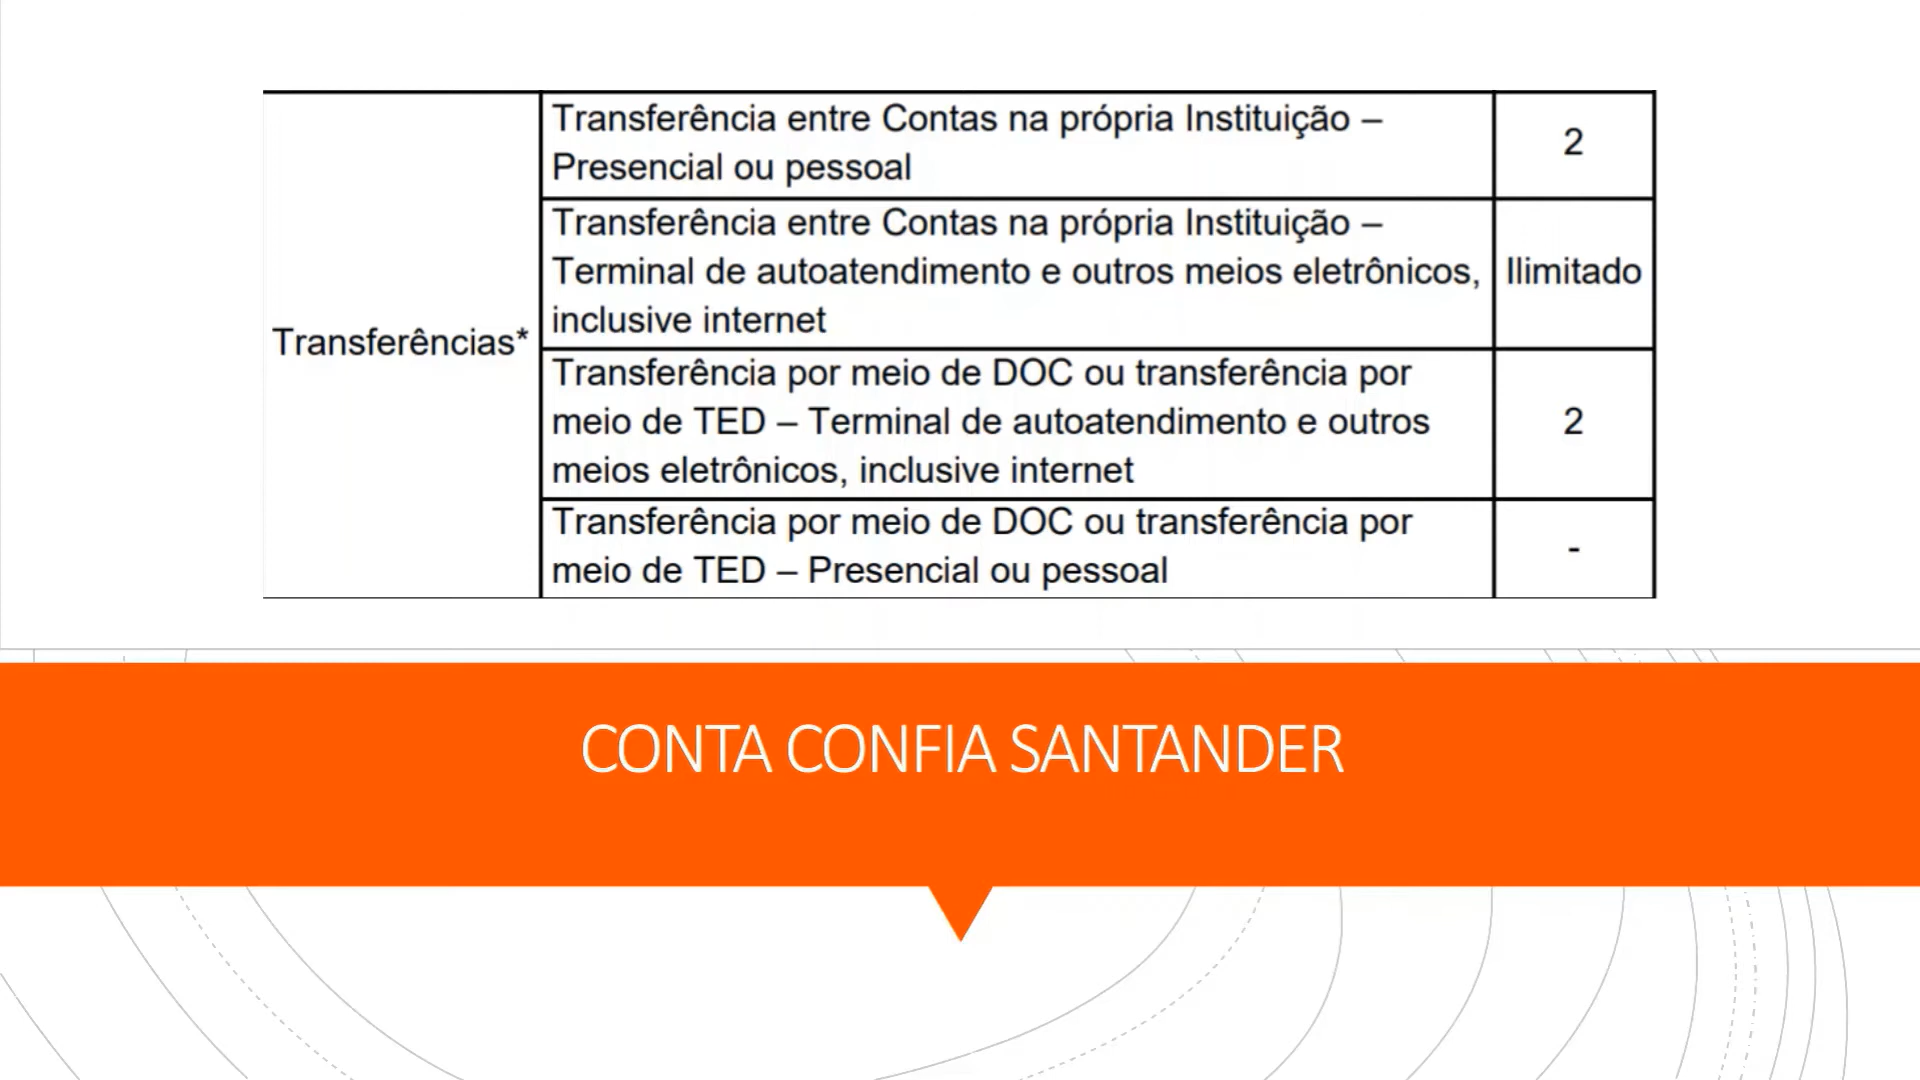 Transferências*
Transferência entre Contas na própria Instituição –
Presencial ou pessoal
2
Transferência entre Contas na própria Instituição –
Terminal de autoatendimento e outros meios eletrônicos,
inclusive internet
Ilimitado
Transferência por meio de DOC ou transferência por
meio de TED – Terminal de autoatendimento e outros
meios eletrônicos, inclusive internet
2
Transferência por meio de DOC ou transferência por
meio de TED – Presencial ou pessoal
-
CONTA CONFIA SANTANDER